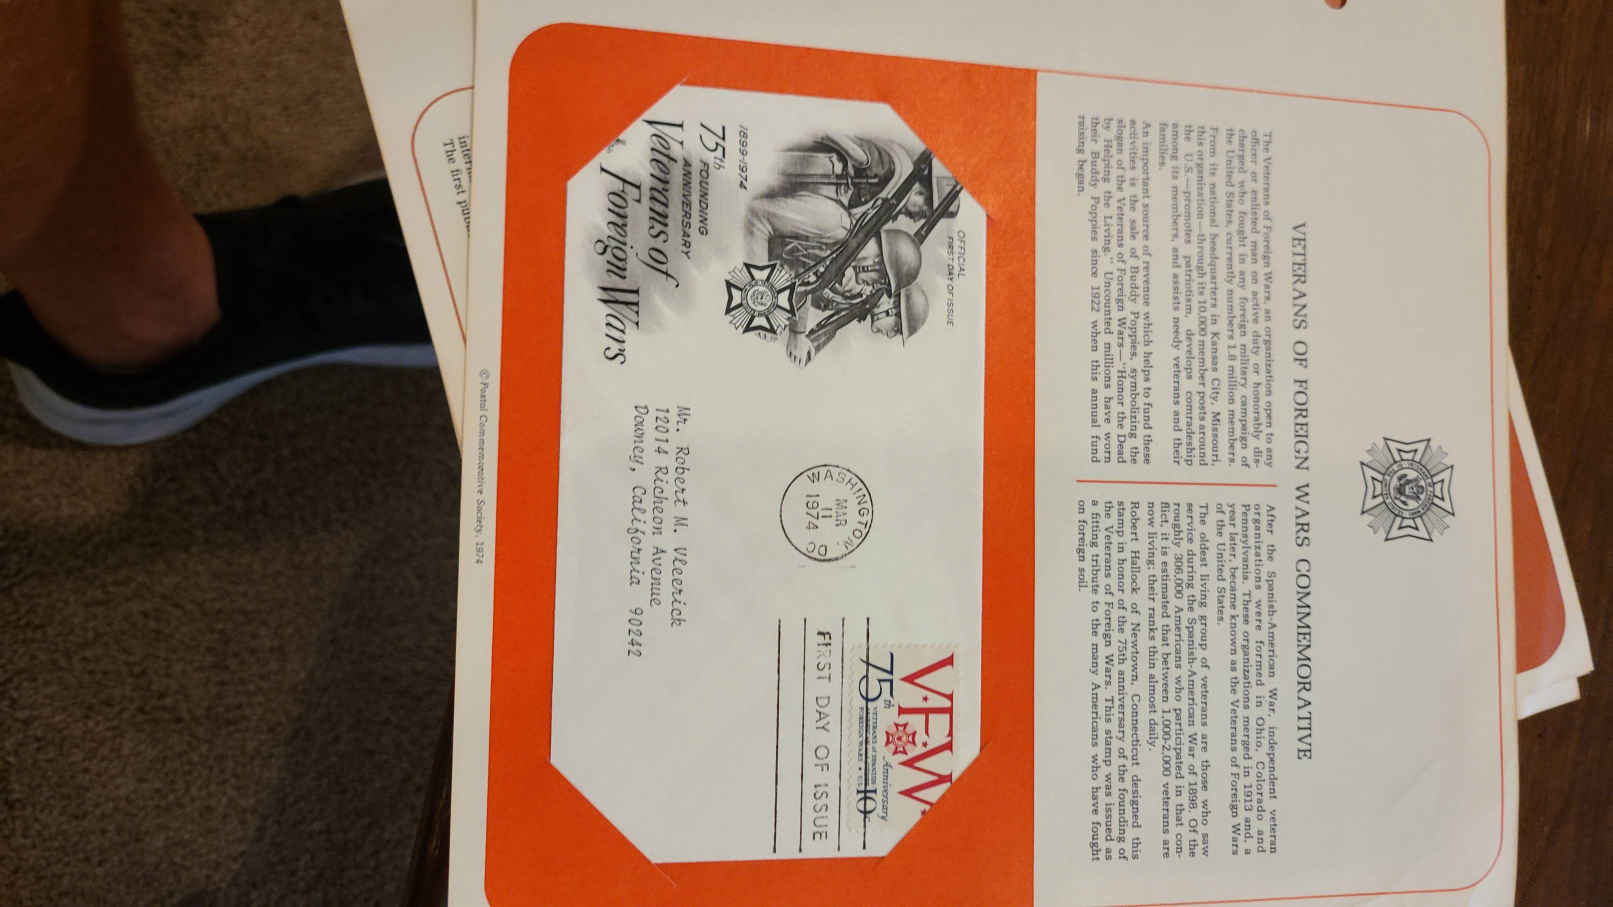 VETERANS OF FOREIGN WARS COMMEMORATIVE
The Veterans of Foreign Wars, an organization open to any
officer or enlisted man on active duty or honorably dis-
charged who fought in any foreign military campaign of
the United States, currently numbers 1.8 million members.
From its national headquarters in Kansas City, Missouri,
this organization—through its 10,000 member posts around
the U.S.—promotes patriotism, develops comradeship
among its members, and assists needy veterans and their
families.
An important source of revenue which helps to fund these
activities is the sale of Buddy Poppies, symbolizing the
slogan of the Veterans of Foreign Wars—"Honor the Dead
by Helping the Living." Uncounted millions have worn
their Buddy Poppies since 1922 when this annual fund
raising began.
After the Spanish-American War, independent veteran
organizations were formed in Ohio, Colorado and
Pennsylvania. These organizations merged in 1913 and, a
year later, became known as the Veterans of Foreign Wars
of the United States.
The oldest living group of veterans are those who saw
service during the Spanish-American War of 1898. Of the
roughly 306,000 Americans who participated in that con-
flict, it is estimated that between 1,000-2,000 veterans are
now living; their ranks thin almost daily.
Robert Hallock of Newtown, Connecticut designed this
stamp in honor of the 75th anniversary of the founding of
the Veterans of Foreign Wars. This stamp was issued as
a fitting tribute to the many Americans who have fought
on foreign soil.
OFFICIAL
FIRST DAY OF ISSUE
1899-1974
75th FOUNDING
ANNIVERSARY
Veterans of
Foreign Wars
WASHINGTON
MAR
11
1974
VFW
75th Anniversary
10c
FIRST DAY OF ISSUE
Mr. Robert M. Vleerick
12014 Richeon Avenue
Downey, California 90242
© Postal Commemorative Society, 1974
intern
The first pub